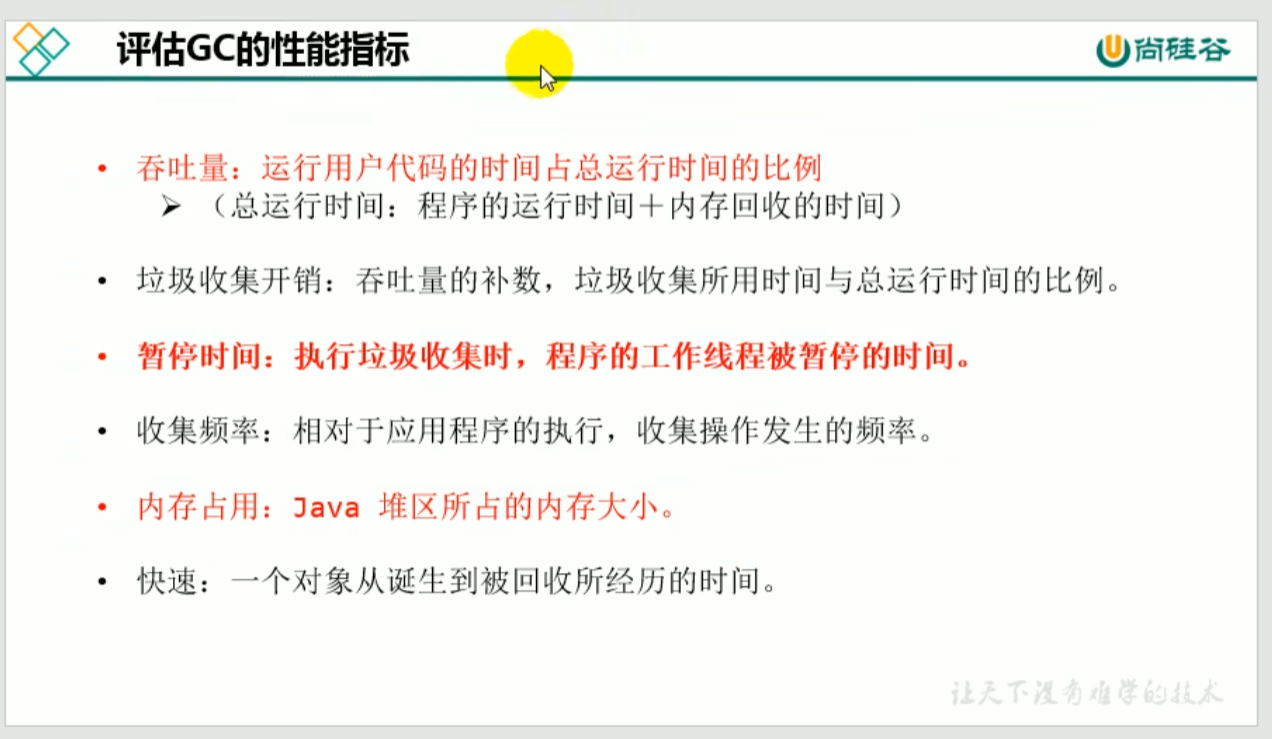 评估GC的性能指标
尚硅谷
• 吞吐量：运行用户代码的时间占总运行时间的比例
➢ （总运行时间：程序的运行时间＋内存回收的时间）
• 垃圾收集开销：吞吐量的补数，垃圾收集所用时间与总运行时间的比例。
• 暂停时间：执行垃圾收集时，程序的工作线程被暂停的时间。
• 收集频率：相对于应用程序的执行，收集操作发生的频率。
• 内存占用：Java 堆区所占的内存大小。
• 快速：一个对象从诞生到被回收所经历的时间。
让天下没有难学的技术